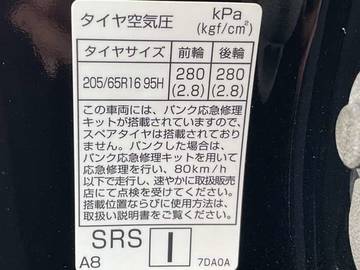 タイヤ空気圧 kPa
(kgf/cm²)
タイヤサイズ 前輪 後輪
205/65R16 95H 280 280
(2.8) (2.8)
この車両には、パンク応急修理
キットが搭載されていますので、
スペアタイヤは搭載されており
ません。パンクした場合は、
パンク応急修理キットを用いて
応急修理を行い、80km/h
以下で走行し、速やかに取扱販売
店にて点検を受けてください。
搭載位置ならびに使用方法は、
取扱説明書をご覧ください。
SRS I
A8 7DA0A